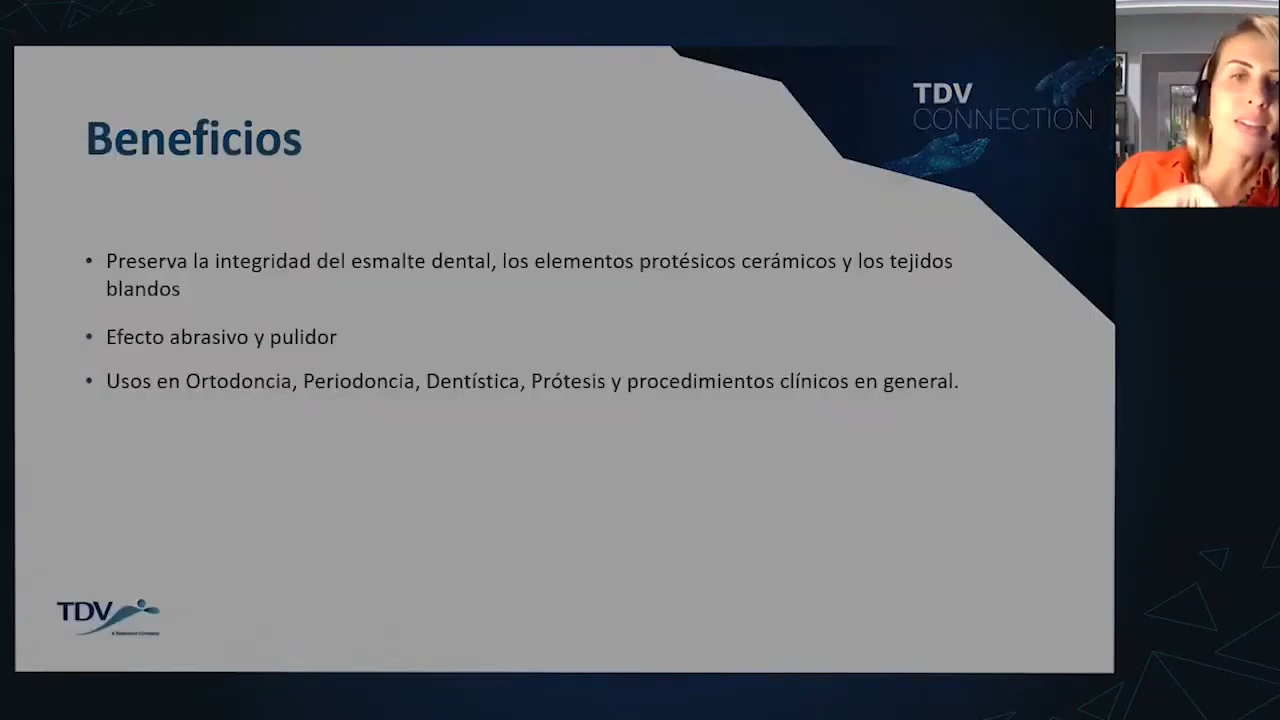 TDV
CONNECTION
Beneficios
• Preserva la integridad del esmalte dental, los elementos protésicos cerámicos y los tejidos
blandos
• Efecto abrasivo y pulidor
• Usos en Ortodoncia, Periodoncia, Dentística, Prótesis y procedimientos clínicos en general.
TDV